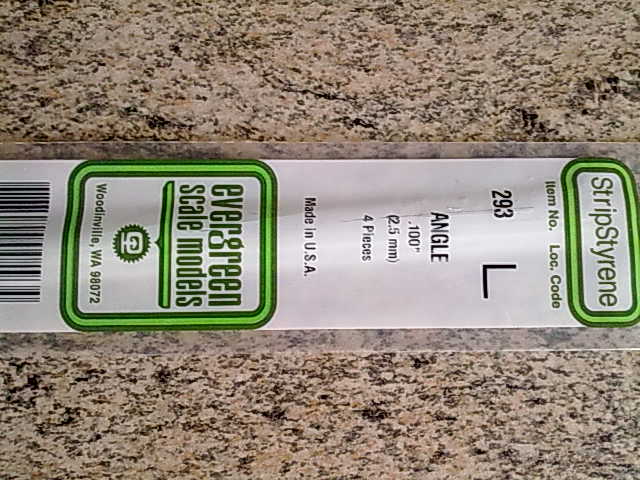 StripStyrene
Item No. Loc. Code
293 L
ANGLE
.100"
(2.5 mm)
4 Pieces
Made in U.S.A.
evergreen
scale models
Woodinville, WA 98072